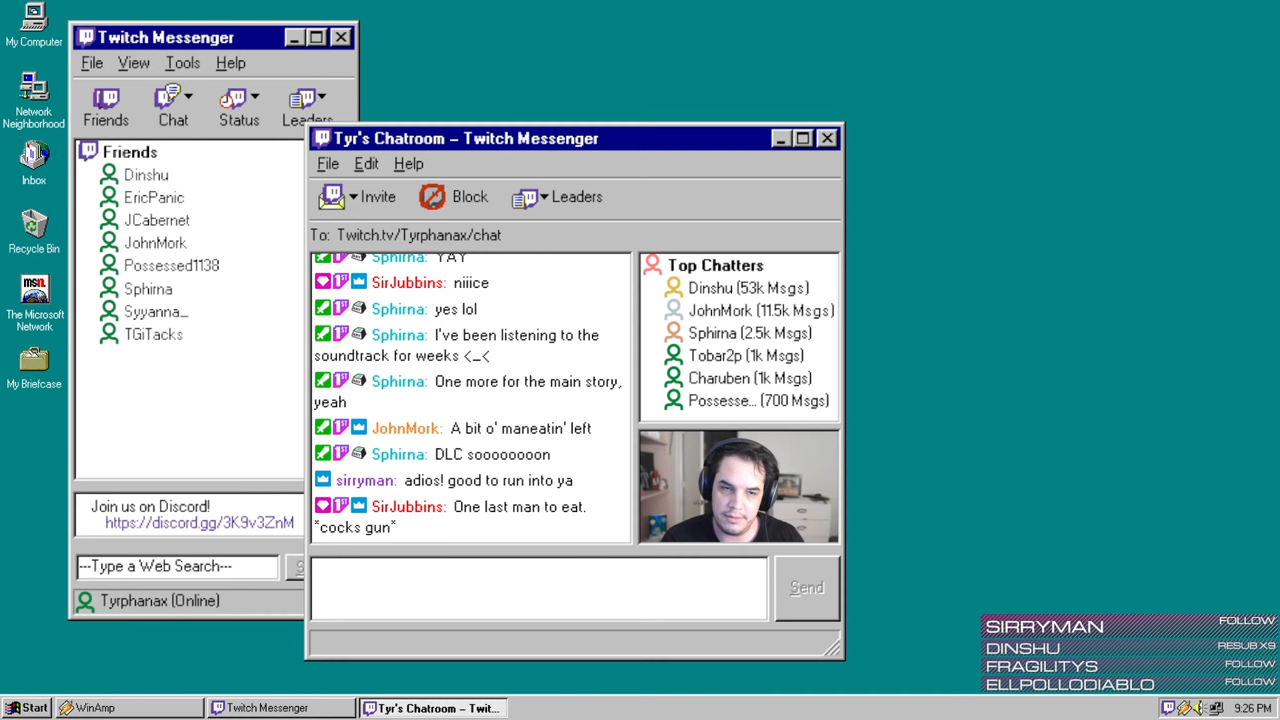 My Computer
Network
Neighborhood
Inbox
Recycle Bin
msn
The Microsoft
Network
My Briefcase
Twitch Messenger
File View Tools Help
Friends Chat Status Leaders
Friends
Dinshu
EricPanic
JCabernet
JohnMork
Possessed1138
Sphirna
Syyanna_
TGiTacks
Join us on Discord!
https://discord.gg/3K9v3ZnM
---Type a Web Search---
Tyrphanax (Online)
Tyr's Chatroom – Twitch Messenger
File Edit Help
Invite Block Leaders
To: Twitch.tv/Tyrphanax/chat
Sphirna: YAY
SirJubbins: niiice
Sphirna: yes lol
Sphirna: I've been listening to the
soundtrack for weeks <_<
Sphirna: One more for the main story,
yeah
JohnMork: A bit o' maneatin' left
Sphirna: DLC sooooooon
sirryman: adios! good to run into ya
SirJubbins: One last man to eat.
*cocks gun*
Top Chatters
Dinshu (53k Msgs)
JohnMork (11.5k Msgs)
Sphirna (2.5k Msgs)
Tobar2p (1k Msgs)
Charuben (1k Msgs)
Possesse... (700 Msgs)
Send
SIRRYMAN FOLLOW
DINSHU RESUB X9
FRAGILITYS FOLLOW
ELLPOLLODIABLO FOLLOW
Start WinAmp Twitch Messenger Tyr's Chatroom – Twit... 9:26 PM